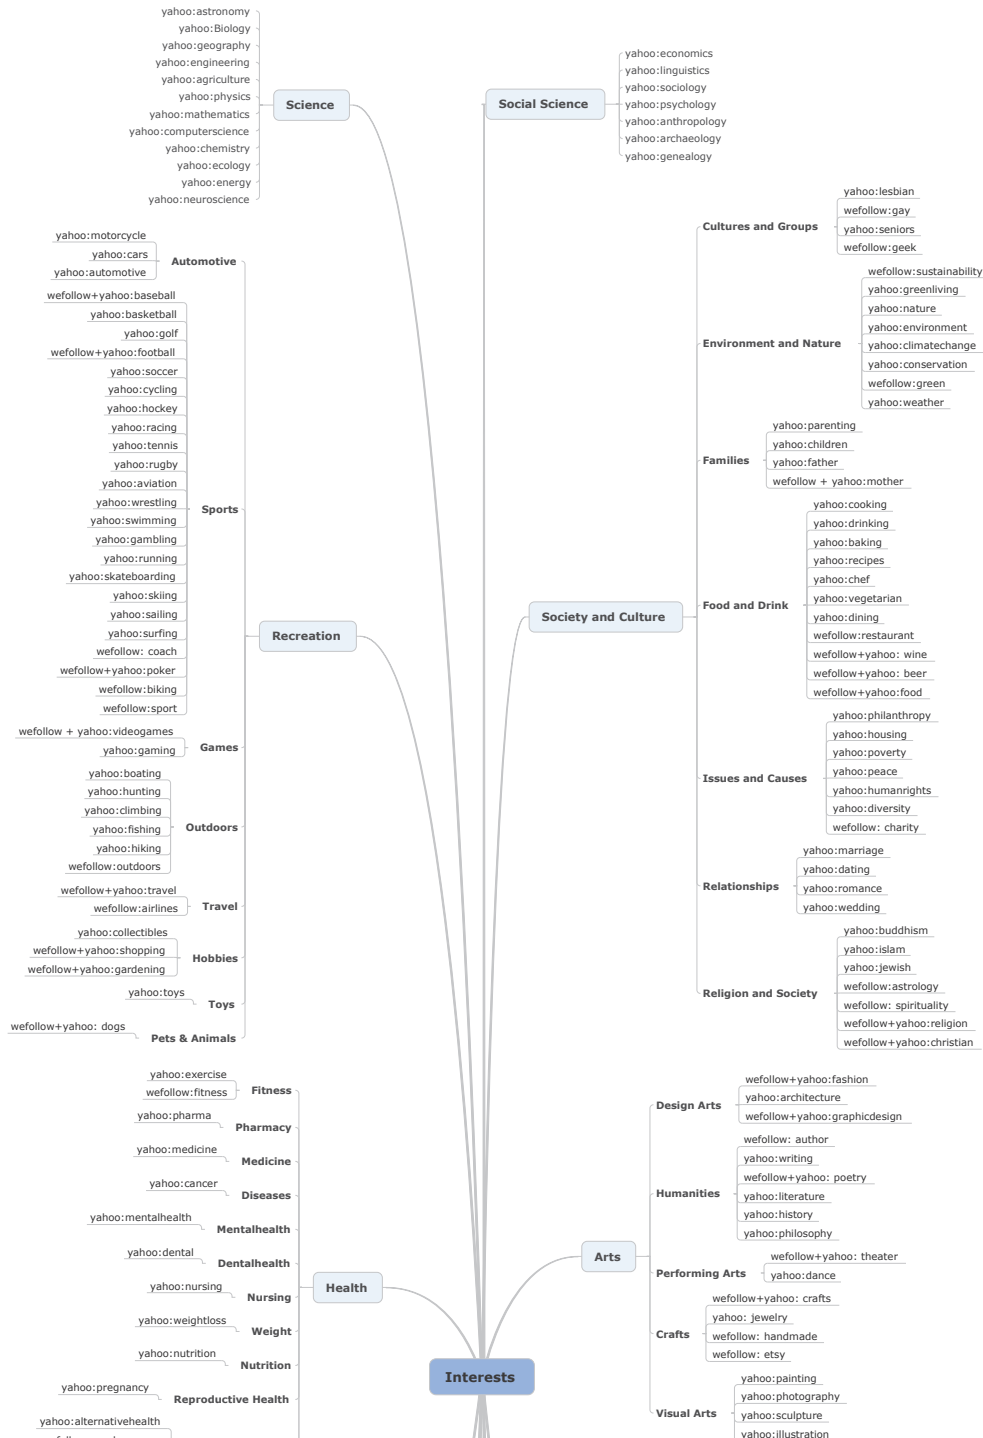 yahoo:astronomy
yahoo:Biology
yahoo:geography
yahoo:engineering
yahoo:agriculture
yahoo:physics
yahoo:mathematics
yahoo:computerscience
yahoo:chemistry
yahoo:ecology
yahoo:energy
yahoo:neuroscience
Science
yahoo:motorcycle
yahoo:cars
yahoo:automotive
Automotive
wefollow+yahoo:baseball
yahoo:basketball
yahoo:golf
wefollow+yahoo:football
yahoo:soccer
yahoo:cycling
yahoo:hockey
yahoo:racing
yahoo:tennis
yahoo:rugby
yahoo:aviation
yahoo:wrestling
yahoo:swimming
yahoo:gambling
yahoo:running
yahoo:skateboarding
yahoo:skiing
yahoo:sailing
yahoo:surfing
wefollow: coach
wefollow+yahoo:poker
wefollow:biking
wefollow:sport
Sports
wefollow + yahoo:videogames
yahoo:gaming
Games
yahoo:boating
yahoo:hunting
yahoo:climbing
yahoo:fishing
yahoo:hiking
wefollow:outdoors
Outdoors
wefollow+yahoo:travel
wefollow:airlines
Travel
yahoo:collectibles
wefollow+yahoo:shopping
wefollow+yahoo:gardening
Hobbies
yahoo:toys
Toys
wefollow+yahoo: dogs
Pets & Animals
Recreation
yahoo:exercise
wefollow:fitness
Fitness
yahoo:pharma
Pharmacy
yahoo:medicine
Medicine
yahoo:cancer
Diseases
yahoo:mentalhealth
Mentalhealth
yahoo:dental
Dentalhealth
yahoo:nursing
Nursing
yahoo:weightloss
Weight
yahoo:nutrition
Nutrition
yahoo:pregnancy
Reproductive Health
yahoo:alternativehealth
Health
Interests
Social Science
yahoo:economics
yahoo:linguistics
yahoo:sociology
yahoo:psychology
yahoo:anthropology
yahoo:archaeology
yahoo:genealogy
Society and Culture
Cultures and Groups
yahoo:lesbian
wefollow:gay
yahoo:seniors
wefollow:geek
Environment and Nature
wefollow:sustainability
yahoo:greenliving
yahoo:nature
yahoo:environment
yahoo:climatechange
yahoo:conservation
wefollow:green
yahoo:weather
Families
yahoo:parenting
yahoo:children
yahoo:father
wefollow + yahoo:mother
Food and Drink
yahoo:cooking
yahoo:drinking
yahoo:baking
yahoo:recipes
yahoo:chef
yahoo:vegetarian
yahoo:dining
wefollow:restaurant
wefollow+yahoo: wine
wefollow+yahoo: beer
wefollow+yahoo:food
Issues and Causes
yahoo:philanthropy
yahoo:housing
yahoo:poverty
yahoo:peace
yahoo:humanrights
yahoo:diversity
wefollow: charity
Relationships
yahoo:marriage
yahoo:dating
yahoo:romance
yahoo:wedding
Religion and Society
yahoo:buddhism
yahoo:islam
yahoo:jewish
wefollow:astrology
wefollow: spirituality
wefollow+yahoo:religion
wefollow+yahoo:christian
Arts
Design Arts
wefollow+yahoo:fashion
yahoo:architecture
wefollow+yahoo:graphicdesign
Humanities
wefollow: author
yahoo:writing
wefollow+yahoo: poetry
yahoo:literature
yahoo:history
yahoo:philosophy
Performing Arts
wefollow+yahoo: theater
yahoo:dance
Crafts
wefollow+yahoo: crafts
yahoo: jewelry
wefollow: handmade
wefollow: etsy
Visual Arts
yahoo:painting
yahoo:photography
yahoo:sculpture
yahoo:illustration